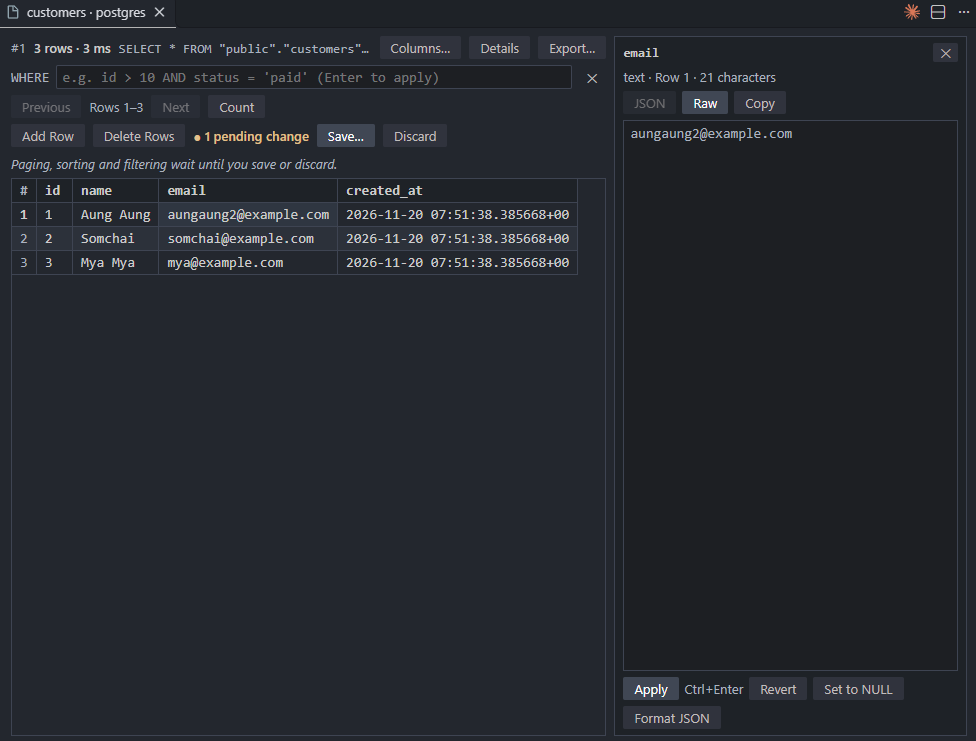 customers · postgres
#1 3 rows · 3 ms SELECT * FROM "public"."customers"… Columns... Details Export...
WHERE e.g. id > 10 AND status = 'paid' (Enter to apply)
Previous Rows 1–3 Next Count
Add Row Delete Rows ● 1 pending change Save... Discard
Paging, sorting and filtering wait until you save or discard.
# id name email created_at
1 1 Aung Aung aungaung2@example.com 2026-11-20 07:51:38.385668+00
2 2 Somchai somchai@example.com 2026-11-20 07:51:38.385668+00
3 3 Mya Mya mya@example.com 2026-11-20 07:51:38.385668+00
email
text · Row 1 · 21 characters
JSON Raw Copy
aungaung2@example.com
Apply Ctrl+Enter Revert Set to NULL
Format JSON